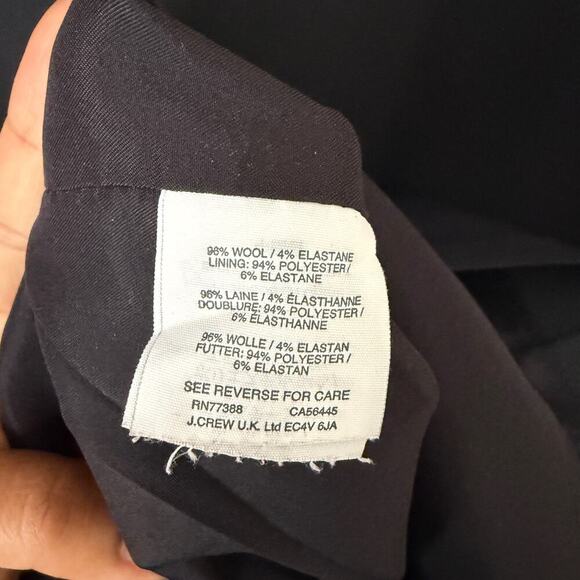 96% WOOL / 4% ELASTANE
LINING: 94% POLYESTER /
6% ELASTANE
96% LAINE / 4% ÉLASTHANNE
DOUBLURE: 94% POLYESTER /
6% ÉLASTHANNE
96% WOLLE / 4% ELASTAN
FUTTER: 94% POLYESTER /
6% ELASTAN
SEE REVERSE FOR CARE
RN77388 CA56445
J.CREW U.K. Ltd EC4V 6JA